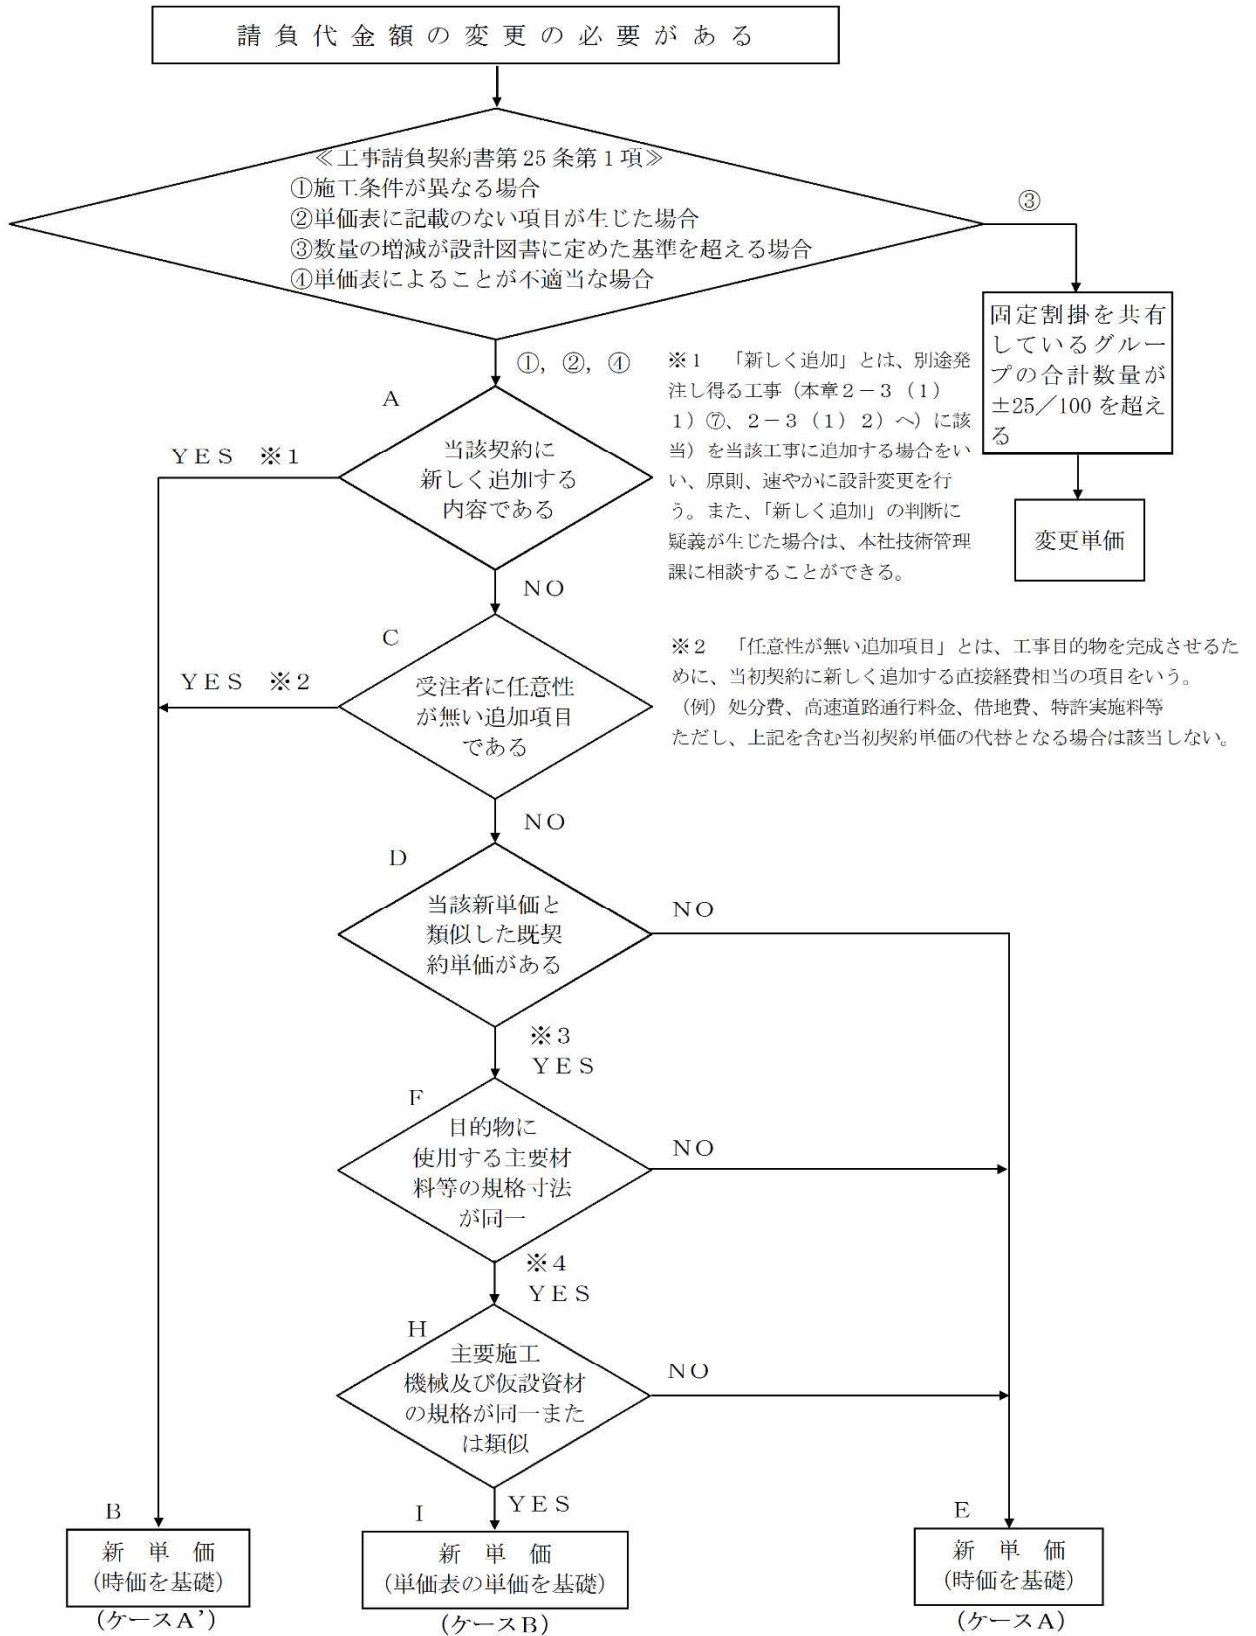 請負代金額の変更の必要がある
≪工事請負契約書第25条第1項≫
①施工条件が異なる場合
②単価表に記載のない項目が生じた場合
③数量の増減が設計図書に定めた基準を超える場合
④単価表によることが不適当な場合
③
固定割掛を共有
しているグルー
プの合計数量が
±25／100を超え
る
変更単価
①，②，④
※1　「新しく追加」とは、別途発
注し得る工事（本章2－3（1）
1）⑦、2－3（1）2）へ）に該
当）を当該工事に追加する場合をい
い、原則、速やかに設計変更を行
う。また、「新しく追加」の判断に
疑義が生じた場合は、本社技術管理
課に相談することができる。
A
当該契約に
新しく追加する
内容である
YES　※1
NO
※2　「任意性が無い追加項目」とは、工事目的物を完成させるた
めに、当初契約に新しく追加する直接経費相当の項目をいう。
（例）処分費、高速道路通行料金、借地費、特許実施料等
ただし、上記を含む当初契約単価の代替となる場合は該当しない。
C
受注者に任意性
が無い追加項目
である
YES　※2
NO
D
当該新単価と
類似した既契
約単価がある
NO
※3
YES
F
目的物に
使用する主要材
料等の規格寸法
が同一
NO
※4
YES
H
主要施工
機械及び仮設資材
の規格が同一また
は類似
NO
YES
B
新　単　価
(時価を基礎)
(ケースA’)
I
新　単　価
(単価表の単価を基礎)
(ケースB)
E
新　単　価
(時価を基礎)
(ケースA)